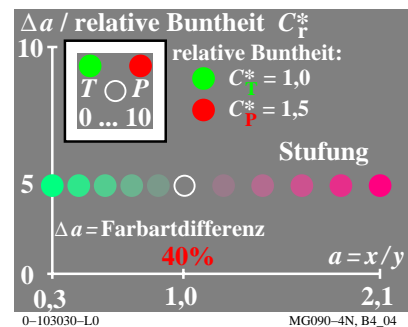 Δa / relative Buntheit C*r
10
relative Buntheit:
T P
0 ... 10
C*T = 1,0
C*P = 1,5
Stufung
5
Δa = Farbartdifferenz
40%
a = x/y
0
0,3 1,0 2,1
0–103030–L0 MG090–4N, B4_04